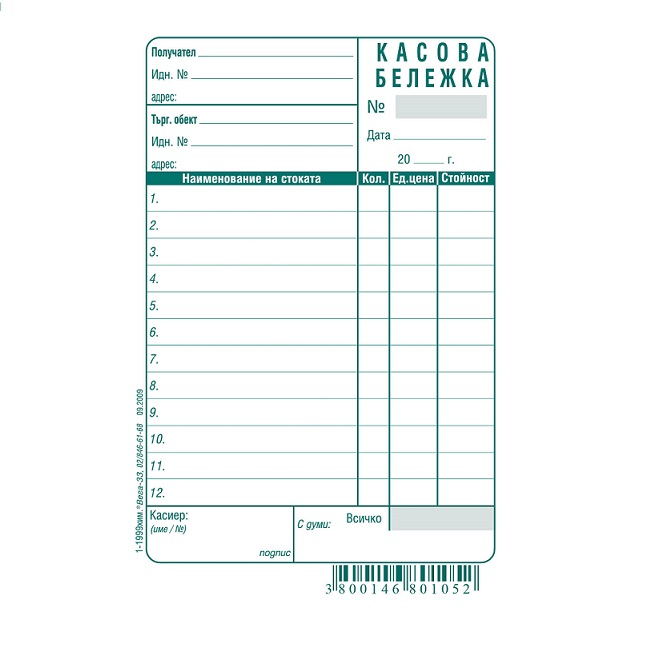 Получател
Идн. №
адрес:
КАСОВА
БЕЛЕЖКА
№
Дата
20 г.
Търг. обект
Идн. №
адрес:
Наименование на стоката Кол. Ед.цена Стойност
1.
2.
3.
4.
5.
6.
7.
8.
9.
10.
11.
12.
Касиер:
(име / №)
подпис
С думи:
Всичко
1-1999хим.®Вега-33, 02/846-61-66 09.2009
3 800146 801052